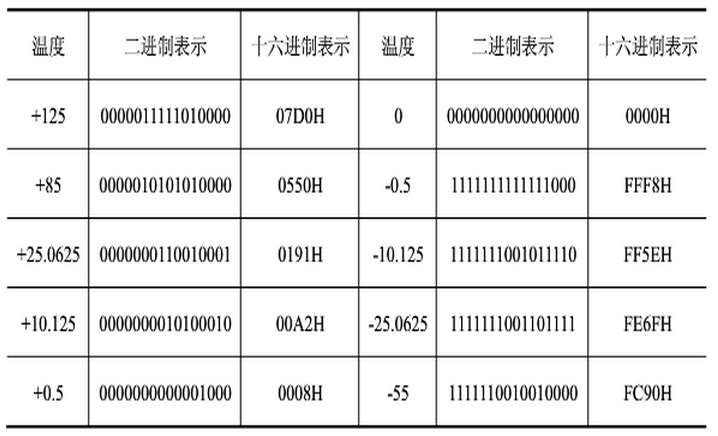 温度 二进制表示 十六进制表示 温度 二进制表示 十六进制表示
+125 0000011111010000 07D0H 0 0000000000000000 0000H
+85 0000010101010000 0550H -0.5 1111111111111000 FFF8H
+25.0625 0000000110010001 0191H -10.125 1111111001011110 FF5EH
+10.125 0000000010100010 00A2H -25.0625 1111111001101111 FE6FH
+0.5 0000000000001000 0008H -55 1111110010010000 FC90H